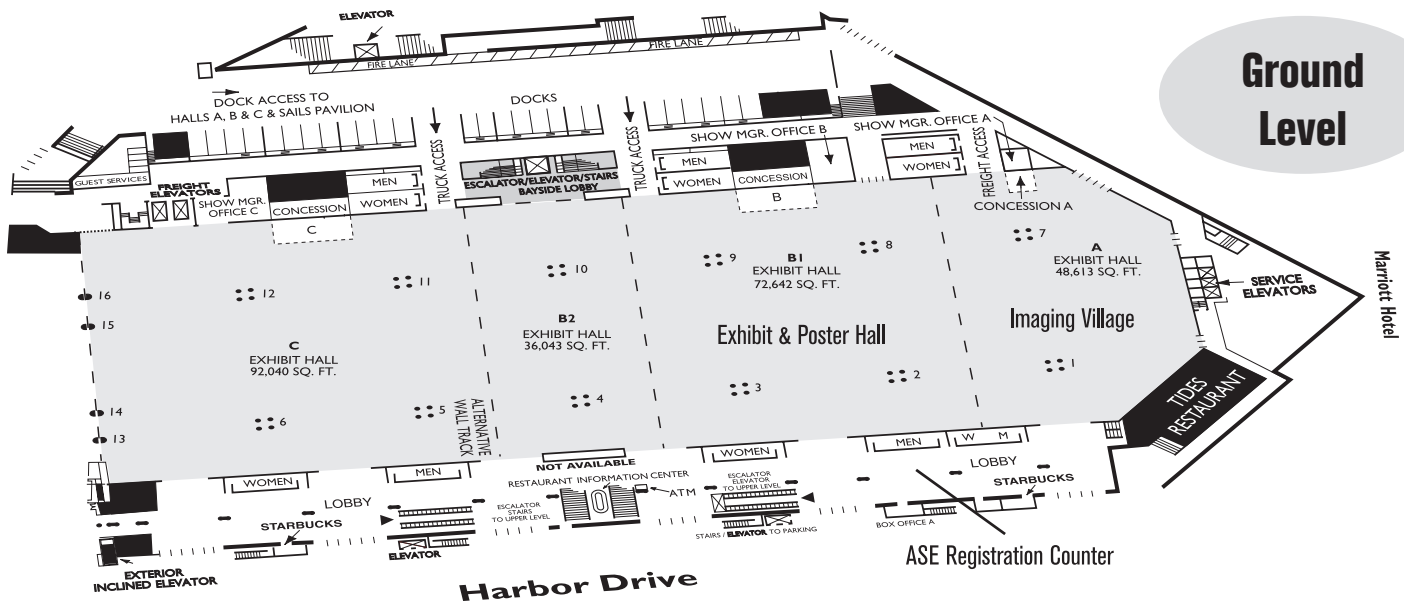 Ground
Level
ELEVATOR
FIRE LANE
FIRE LANE
DOCK ACCESS TO
HALLS A, B & C & SAILS PAVILION
DOCKS
TRUCK ACCESS
TRUCK ACCESS
SHOW MGR. OFFICE B
SHOW MGR. OFFICE A
FREIGHT ACCESS
GUEST SERVICES
FREIGHT
ELEVATORS
SHOW MGR.
OFFICE C
CONCESSION
C
MEN
WOMEN
ESCALATOR/ELEVATOR/STAIRS
BAYSIDE LOBBY
MEN
WOMEN
CONCESSION
B
MEN
WOMEN
CONCESSION A
7
A
EXHIBIT HALL
48,613 SQ. FT.
8
B1
EXHIBIT HALL
72,642 SQ. FT.
9
10
11
12
16
15
SERVICE
ELEVATORS
Marriott Hotel
Imaging Village
Exhibit & Poster Hall
B2
EXHIBIT HALL
36,043 SQ. FT.
C
EXHIBIT HALL
92,040 SQ. FT.
1
2
3
4
5
6
14
13
ALTERNATIVE
WALL TRACK
TIDES
RESTAURANT
WOMEN
MEN
NOT AVAILABLE
WOMEN
MEN
W M
LOBBY
STARBUCKS
RESTAURANT INFORMATION CENTER
ATM
ESCALATOR
ELEVATOR
TO UPPER LEVEL
ESCALATOR
STAIRS
TO UPPER LEVEL
LOBBY
STARBUCKS
BOX OFFICE A
STAIRS / ELEVATOR TO PARKING
ELEVATOR
EXTERIOR
INCLINED ELEVATOR
ASE Registration Counter
Harbor Drive